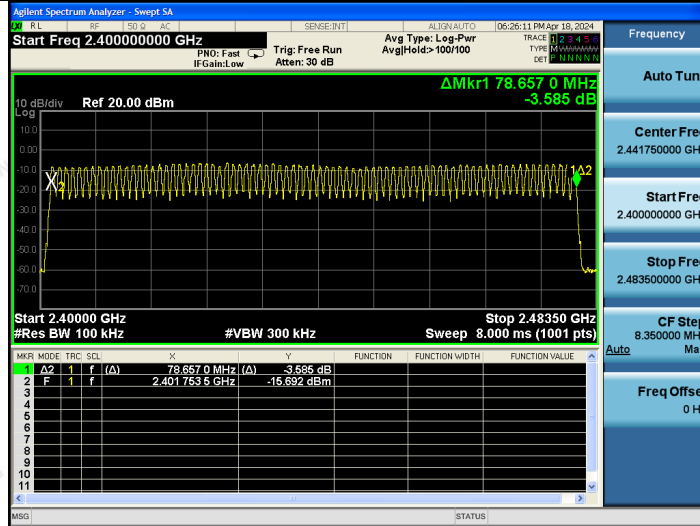 Agilent Spectrum Analyzer - Swept SA
LXI RL RF 50 Ω AC SENSE:INT ALIGN AUTO 06:26:11 PM Apr 18, 2024
Start Freq 2.400000000 GHz
PNO: Fast
IFGain:Low
Trig: Free Run
Atten: 30 dB
Avg Type: Log-Pwr
Avg|Hold:>100/100
TRACE 1 2 3 4 5 6
TYPE M
DET P N N N N N
ΔMkr1 78.657 0 MHz
-3.585 dB
10 dB/div
Log
Ref 20.00 dBm
10.0
0.00
-10.0
-20.0
-30.0
-40.0
-50.0
-60.0
-70.0
X2
1Δ2
Start 2.40000 GHz
Stop 2.48350 GHz
#Res BW 100 kHz
#VBW 300 kHz
Sweep 8.000 ms (1001 pts)
MKR MODE TRC SCL X Y FUNCTION FUNCTION WIDTH FUNCTION VALUE
1 Δ2 1 f (Δ) 78.657 0 MHz (Δ) -3.585 dB
2 F 1 f 2.401 753 5 GHz -15.692 dBm
3
4
5
6
7
8
9
10
11
MSG
STATUS
Frequency
Auto Tun
Center Fre
2.441750000 GH
Start Fre
2.400000000 GH
Stop Fre
2.483500000 GH
CF Step
8.350000 MH
Auto Ma
Freq Offse
0 H